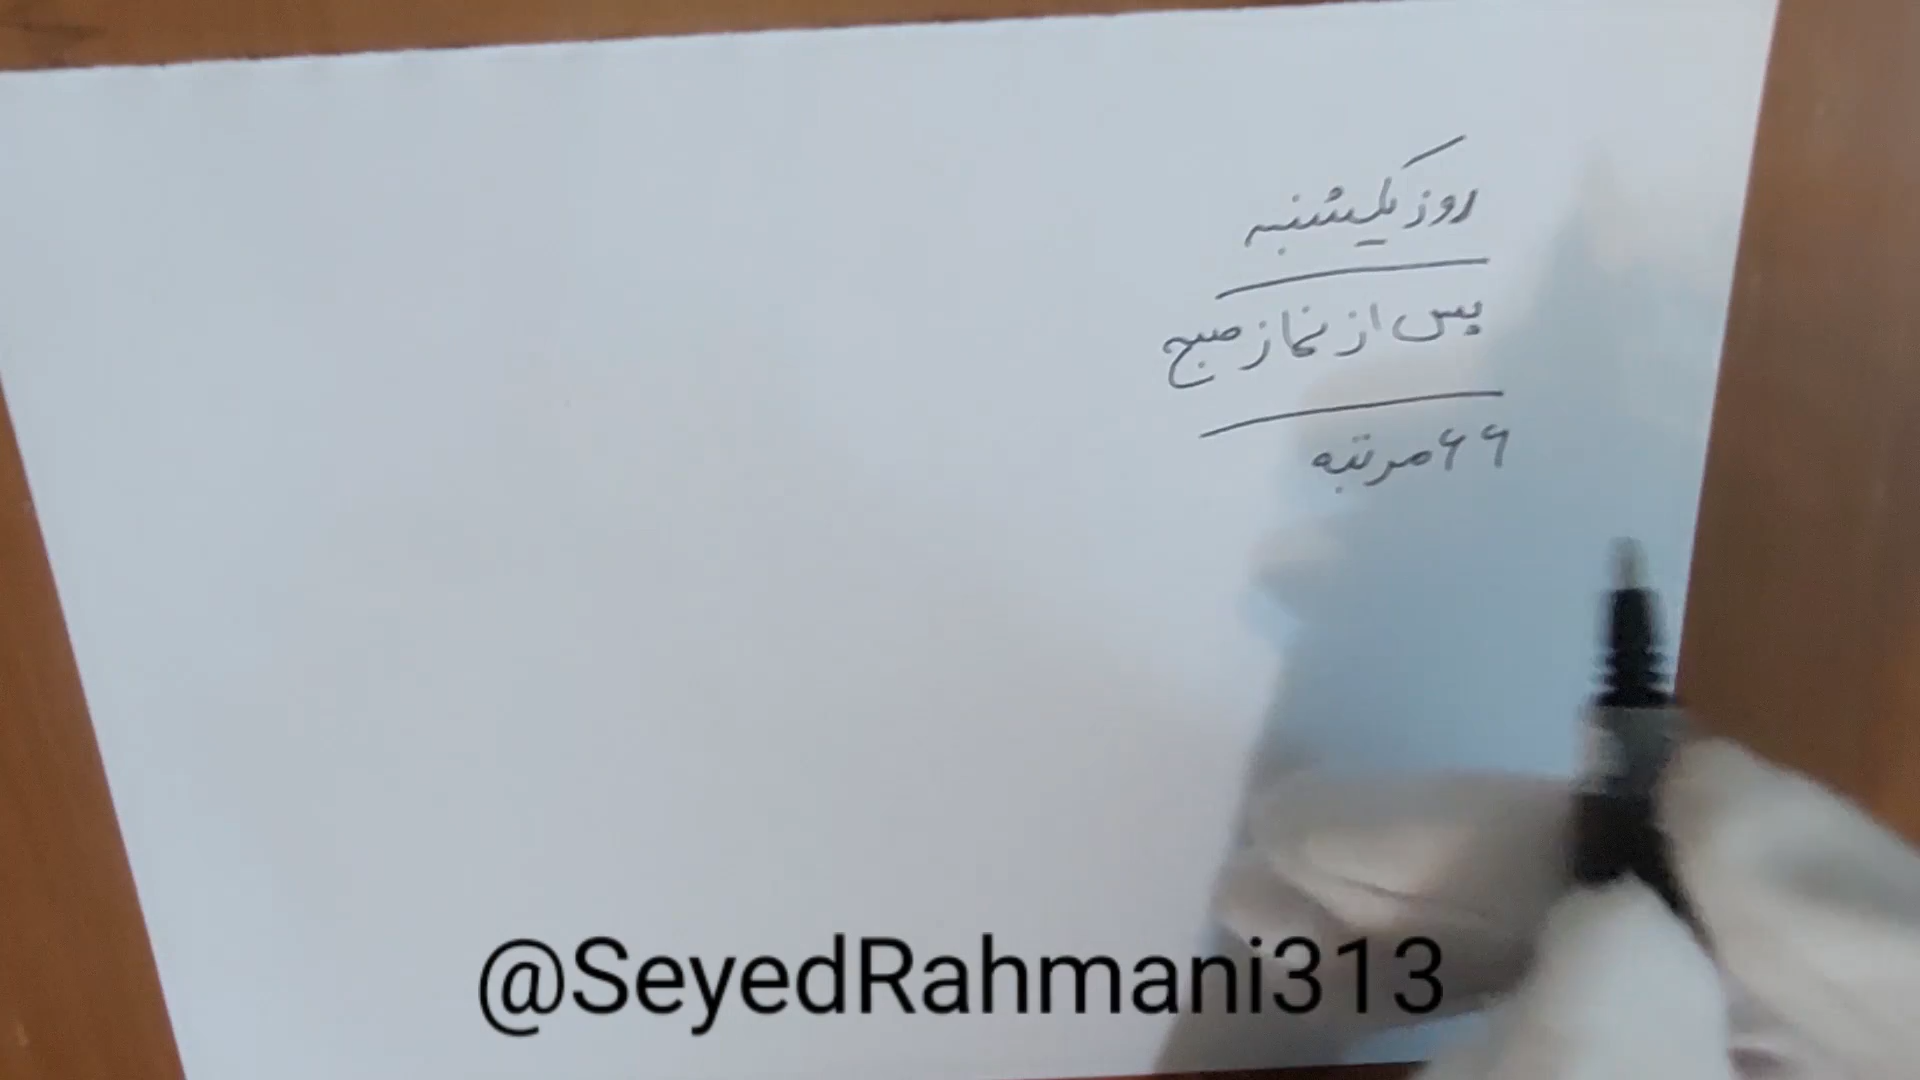 روز یکشنبه
پس از نماز صبح
۶۶ مرتبه
@SeyedRahmani313